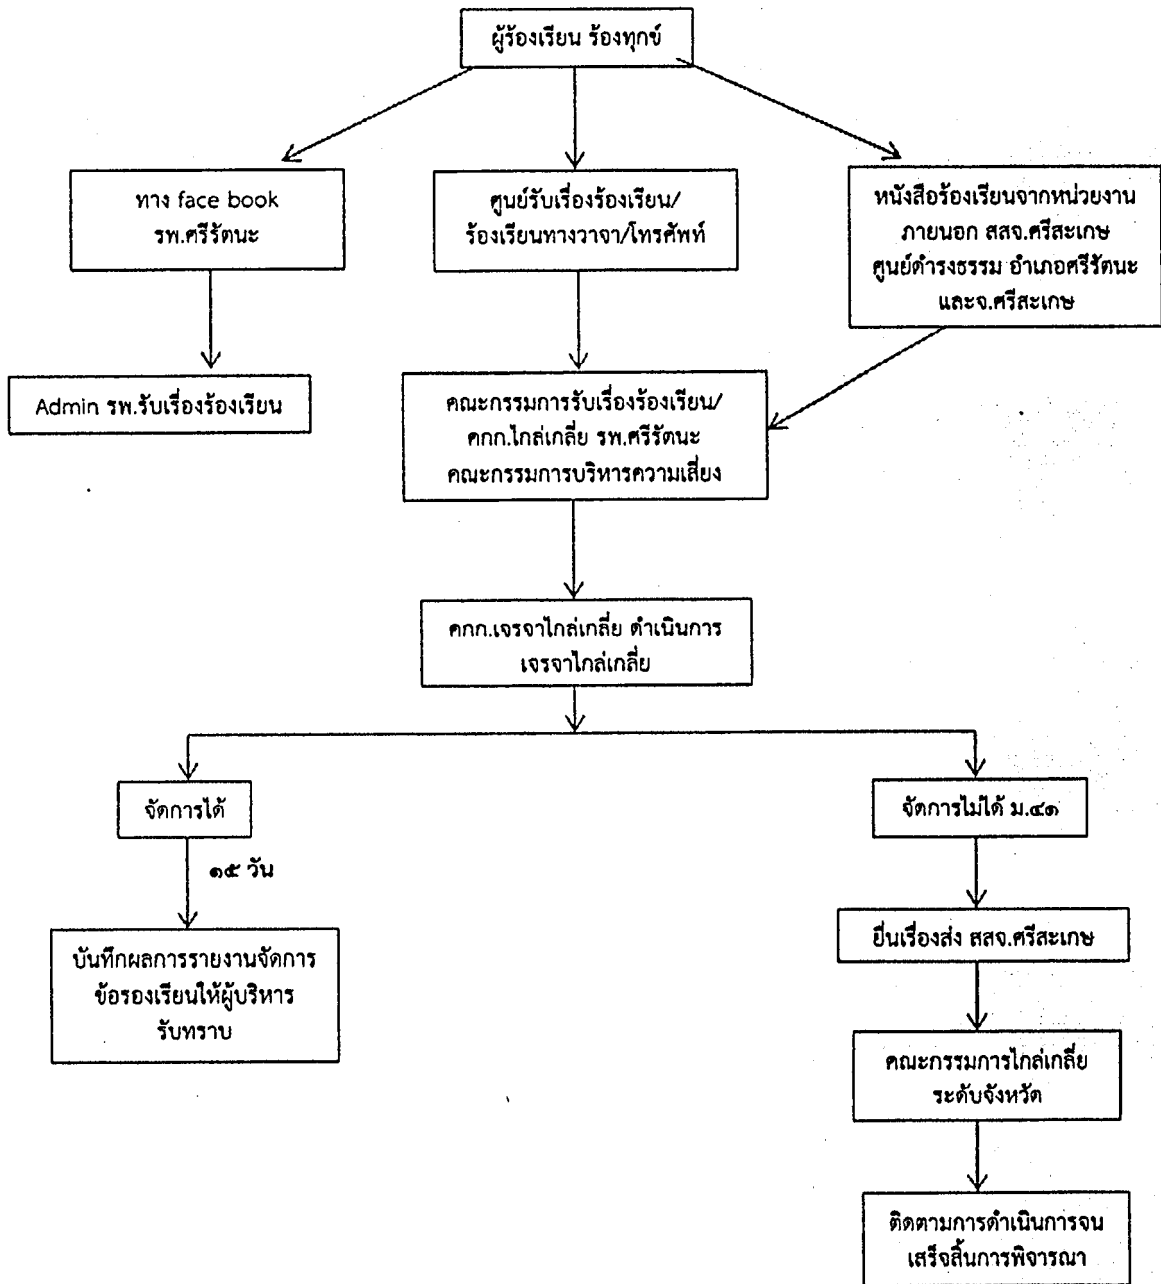 ผู้ร้องเรียน ร้องทุกข์
ทาง face book
รพ.ศรีรัตนะ
ศูนย์รับเรื่องร้องเรียน/
ร้องเรียนทางวาจา/โทรศัพท์
หนังสือร้องเรียนจากหน่วยงาน
ภายนอก สสจ.ศรีสะเกษ
ศูนย์ดำรงธรรม อำเภอศรีรัตนะ
และจ.ศรีสะเกษ
Admin รพ.รับเรื่องร้องเรียน
คณะกรรมการรับเรื่องร้องเรียน/
คกก.ไกล่เกลี่ย รพ.ศรีรัตนะ
คณะกรรมการบริหารความเสี่ยง
คกก.เจรจาไกล่เกลี่ย ดำเนินการ
เจรจาไกล่เกลี่ย
จัดการได้
จัดการไม่ได้ ม.๔๑
๑๕ วัน
บันทึกผลการรายงานจัดการ
ข้อรองเรียนให้ผู้บริหาร
รับทราบ
ยื่นเรื่องส่ง สสจ.ศรีสะเกษ
คณะกรรมการไกล่เกลี่ย
ระดับจังหวัด
ติดตามการดำเนินการจน
เสร็จสิ้นการพิจารณา